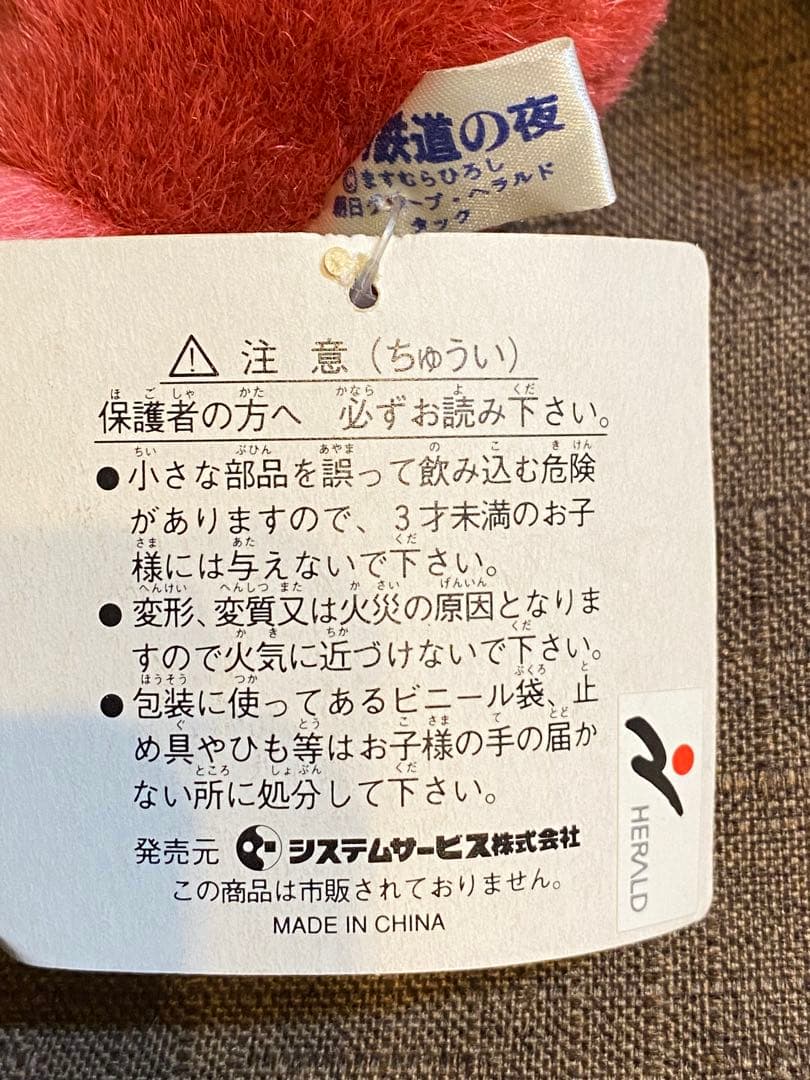 鉄道の夜
©ますむらひろし
朝日グループ・ヘラルド
タック
⚠ 注 意 (ちゅうい)
保護者の方へ 必ずお読み下さい。
●小さな部品を誤って飲み込む危険
がありますので、3才未満のお子
様には与えないで下さい。
●変形、変質又は火災の原因となりま
すので火気に近づけないで下さい。
●包装に使ってあるビニール袋、止
め具やひも等はお子様の手の届か
ない所に処分して下さい。
発売元 システムサービス株式会社
この商品は市販されておりません。
MADE IN CHINA
HERALD